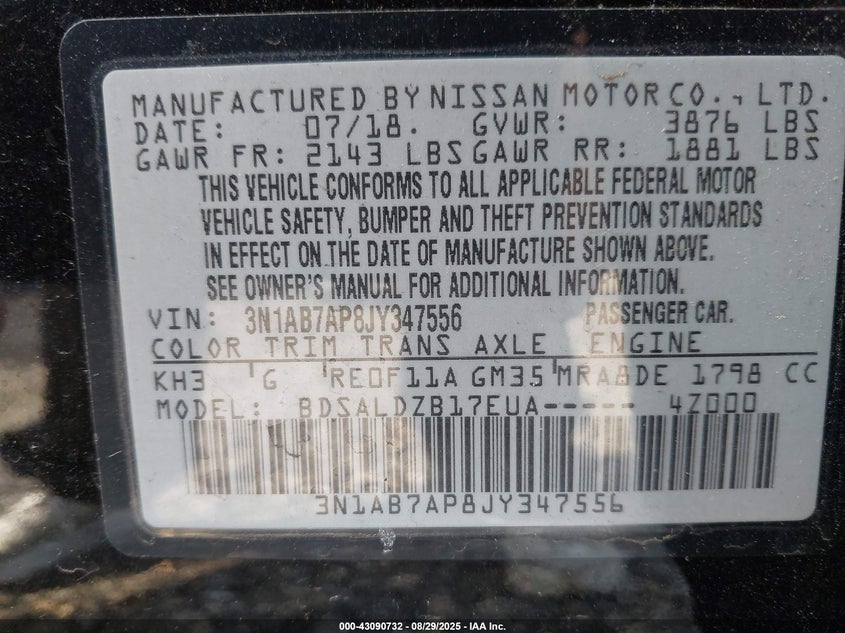 MANUFACTURED BY NISSAN MOTOR CO., LTD.
DATE: 07/18. GVWR: 3876 LBS
GAWR FR: 2143 LBS GAWR RR: 1881 LBS
THIS VEHICLE CONFORMS TO ALL APPLICABLE FEDERAL MOTOR
VEHICLE SAFETY, BUMPER AND THEFT PREVENTION STANDARDS
IN EFFECT ON THE DATE OF MANUFACTURE SHOWN ABOVE.
SEE OWNER'S MANUAL FOR ADDITIONAL INFORMATION.
VIN: 3N1AB7AP8JY347556 PASSENGER CAR.
COLOR TRIM TRANS AXLE ENGINE
KH3 G RE0F11A GM35 MRA8DE 1798 CC
MODEL: BDSALDZB17EUA----- 4Z000
3N1AB7AP8JY347556
000-43090732 - 08/29/2025 - IAA Inc.